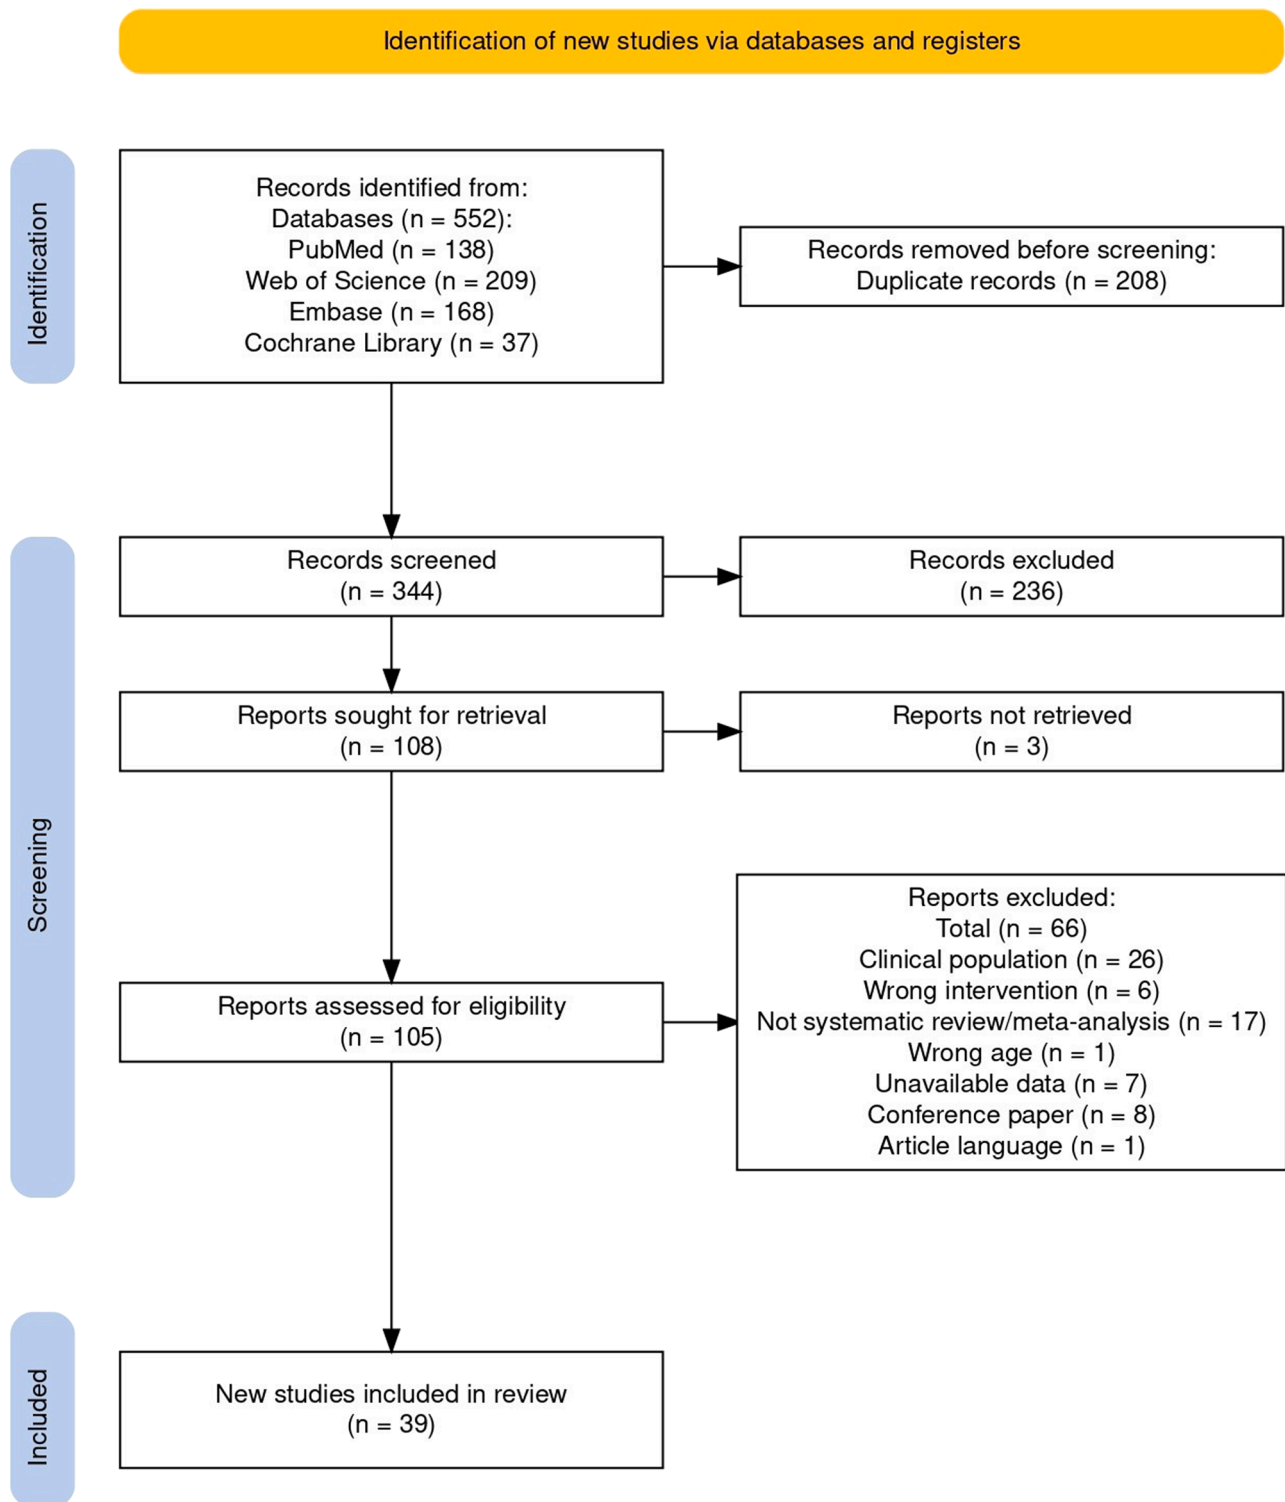 Identification of new studies via databases and registers
Identification
Records identified from:
Databases (n = 552):
PubMed (n = 138)
Web of Science (n = 209)
Embase (n = 168)
Cochrane Library (n = 37)
Records removed before screening:
Duplicate records (n = 208)
Screening
Records screened
(n = 344)
Records excluded
(n = 236)
Reports sought for retrieval
(n = 108)
Reports not retrieved
(n = 3)
Reports assessed for eligibility
(n = 105)
Reports excluded:
Total (n = 66)
Clinical population (n = 26)
Wrong intervention (n = 6)
Not systematic review/meta-analysis (n = 17)
Wrong age (n = 1)
Unavailable data (n = 7)
Conference paper (n = 8)
Article language (n = 1)
Included
New studies included in review
(n = 39)